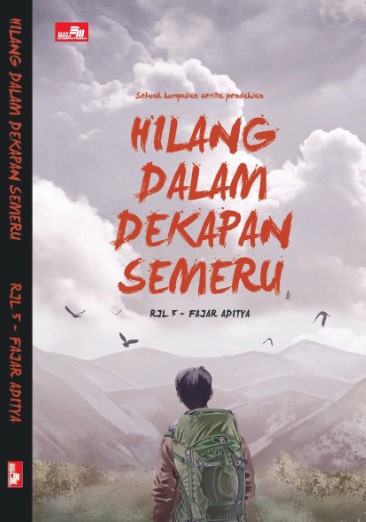 Sebuah kumpulan cerita pendakian
HILANG
DALAM
DEKAPAN
SEMERU
RJL 5 - FAJAR ADITYA
HILANG DALAM DEKAPAN SEMERU
RJL 5 - FAJAR ADITYA